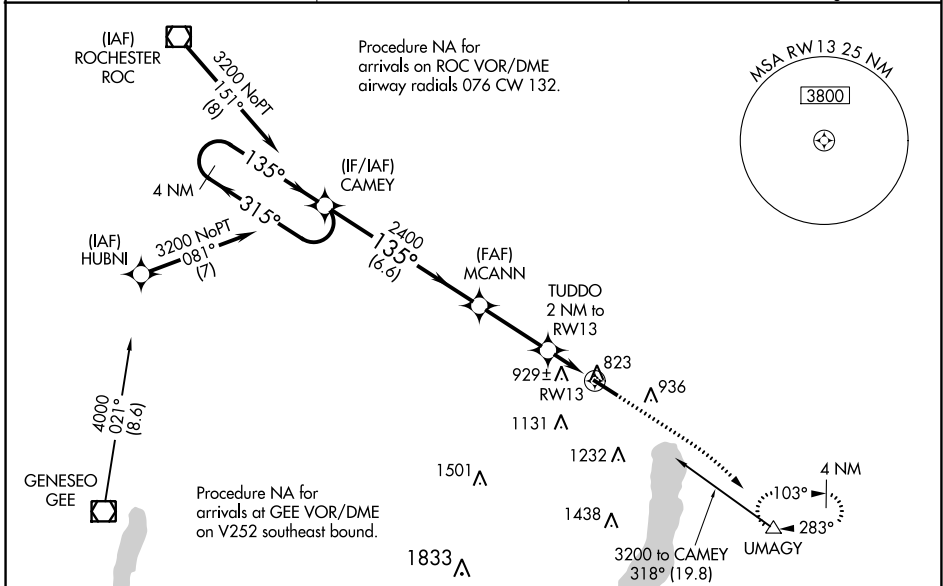 (IAF)
ROCHESTER
ROC
3200 NoPT
151°
(8)
Procedure NA for
arrivals on ROC VOR/DME
airway radials 076 CW 132.
MSA RW13 25 NM
3800
135°
4 NM
315°
(IF/IAF)
CAMEY
(IAF)
HUBNI
3200 NoPT
081°
(7)
2400
135°
(6.6)
(FAF)
MCANN
TUDDO
2 NM to
RW13
929±
823
RW13
936
1131
1232
4000
021°
(8.6)
GENESEO
GEE
1501
Procedure NA for
arrivals at GEE VOR/DME
on V252 southeast bound.
1438
4 NM
103°
283°
UMAGY
3200 to CAMEY
318° (19.8)
1833